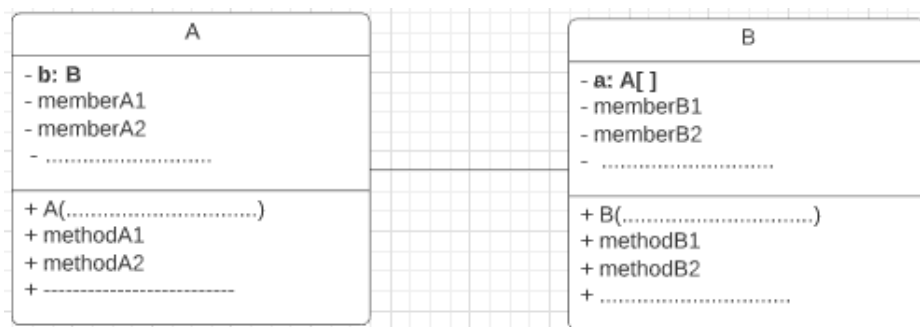 A
- b: B
- memberA1
- memberA2
- ..............................
+ A(..................................)
+ methodA1
+ methodA2
+ ---------------------------
B
- a: A[ ]
- memberB1
- memberB2
- ...............................
+ B(..................................)
+ methodB1
+ methodB2
+ ..................................